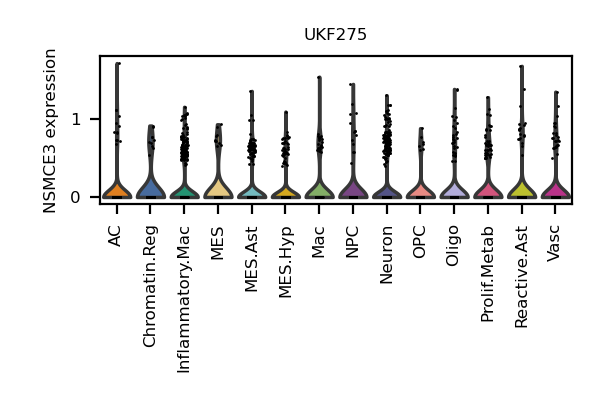 UKF275
NSMCE3 expression
1
0
AC
Chromatin.Reg
Inflammatory.Mac
MES
MES.Ast
MES.Hyp
Mac
NPC
Neuron
OPC
Oligo
Prolif.Metab
Reactive.Ast
Vasc